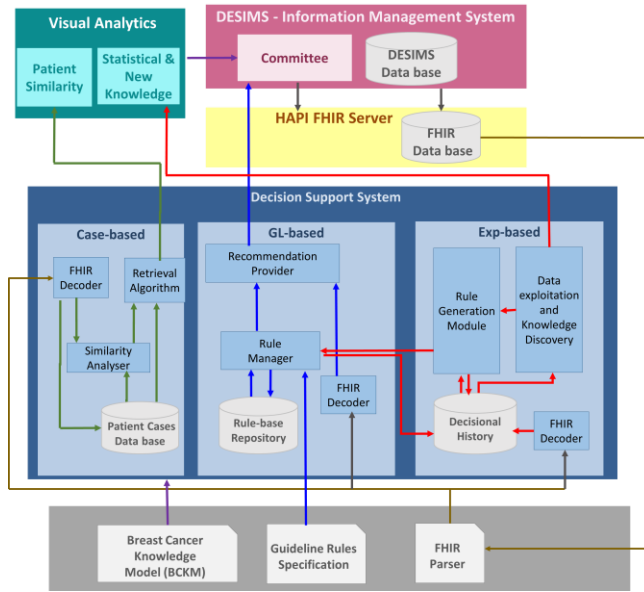 Visual Analytics
Patient
Similarity
Statistical &
New
Knowledge
DESIMS - Information Management System
Committee
DESIMS
Data base
HAPI FHIR Server
FHIR
Data base
Decision Support System
Case-based
FHIR
Decoder
Retrieval
Algorithm
Similarity
Analyser
Patient Cases
Data base
GL-based
Recommendation
Provider
Rule
Manager
FHIR
Decoder
Rule-base
Repository
Exp-based
Rule
Generation
Module
Data
exploitation
and
Knowledge
Discovery
Decisional
History
FHIR
Decoder
Breast Cancer
Knowledge
Model (BCKM)
Guideline Rules
Specification
FHIR
Parser